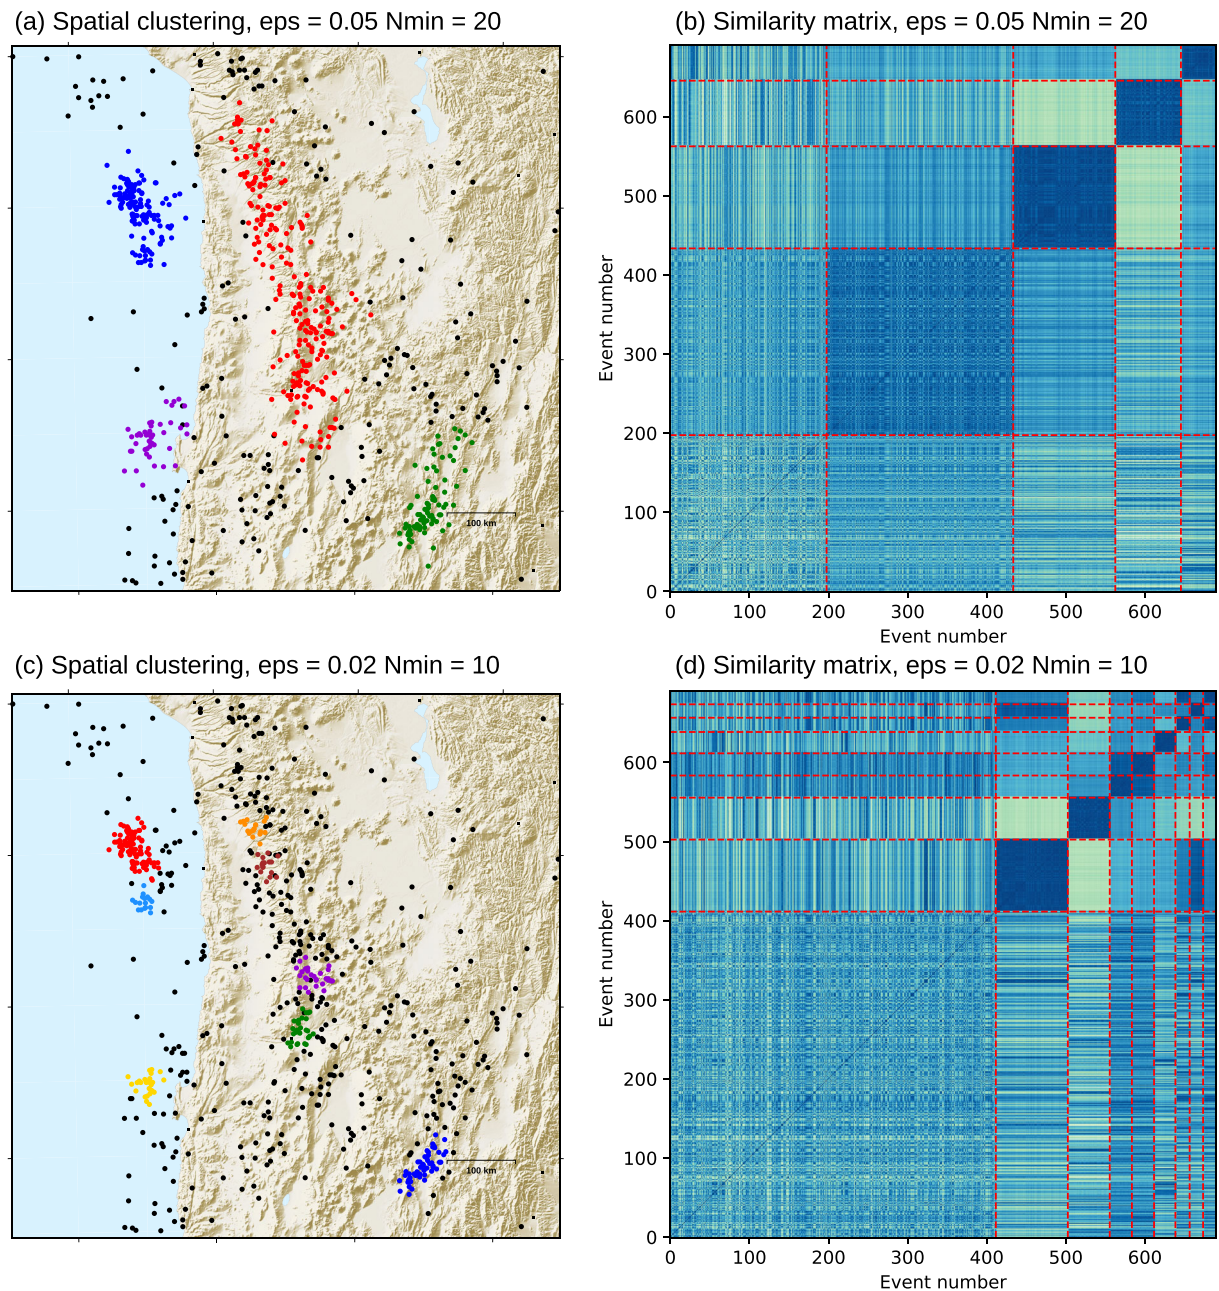 (a) Spatial clustering, eps = 0.05 Nmin = 20
100 km
(b) Similarity matrix, eps = 0.05 Nmin = 20
Event number
600
500
400
300
200
100
0
0 100 200 300 400 500 600
Event number
(c) Spatial clustering, eps = 0.02 Nmin = 10
100 km
(d) Similarity matrix, eps = 0.02 Nmin = 10
Event number
600
500
400
300
200
100
0
0 100 200 300 400 500 600
Event number